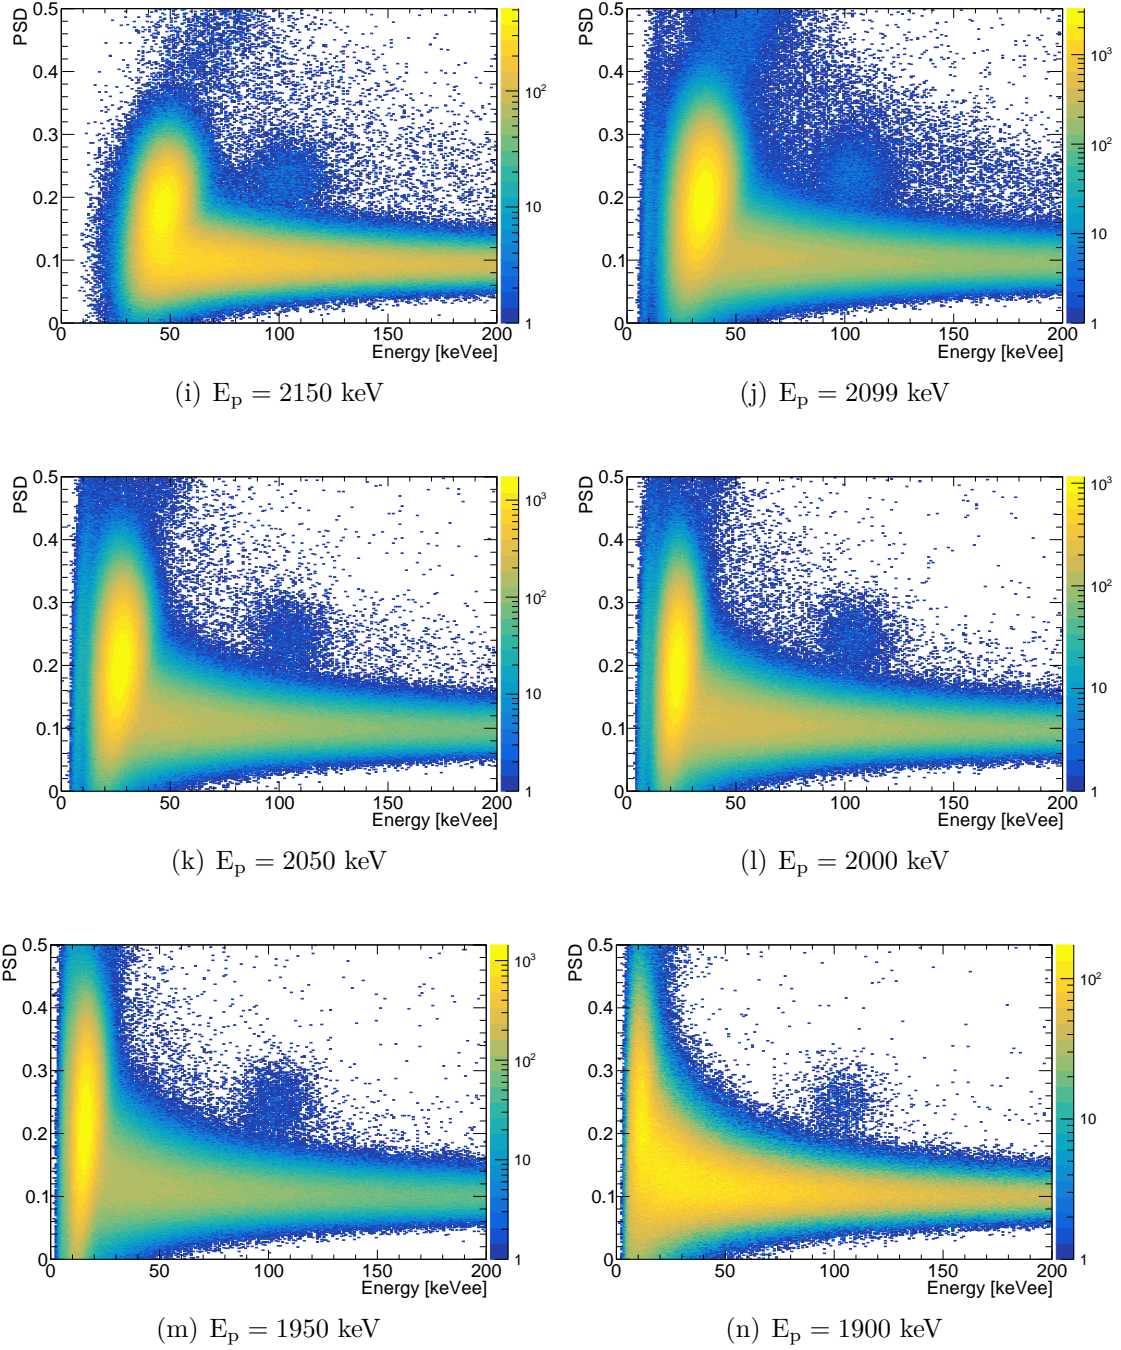 PSD
0.5
0.4
0.3
0.2
0.1
0
0 50 100 150 200
Energy [keVee]
10²
10
1
(i) Eₚ = 2150 keV
PSD
0.5
0.4
0.3
0.2
0.1
0
0 50 100 150 200
Energy [keVee]
10³
10²
10
1
(j) Eₚ = 2099 keV
PSD
0.5
0.4
0.3
0.2
0.1
0
0 50 100 150 200
Energy [keVee]
10³
10²
10
1
(k) Eₚ = 2050 keV
PSD
0.5
0.4
0.3
0.2
0.1
0
0 50 100 150 200
Energy [keVee]
10³
10²
10
1
(l) Eₚ = 2000 keV
PSD
0.5
0.4
0.3
0.2
0.1
0
0 50 100 150 200
Energy [keVee]
10³
10²
10
1
(m) Eₚ = 1950 keV
PSD
0.5
0.4
0.3
0.2
0.1
0
0 50 100 150 200
Energy [keVee]
10²
10
1
(n) Eₚ = 1900 keV